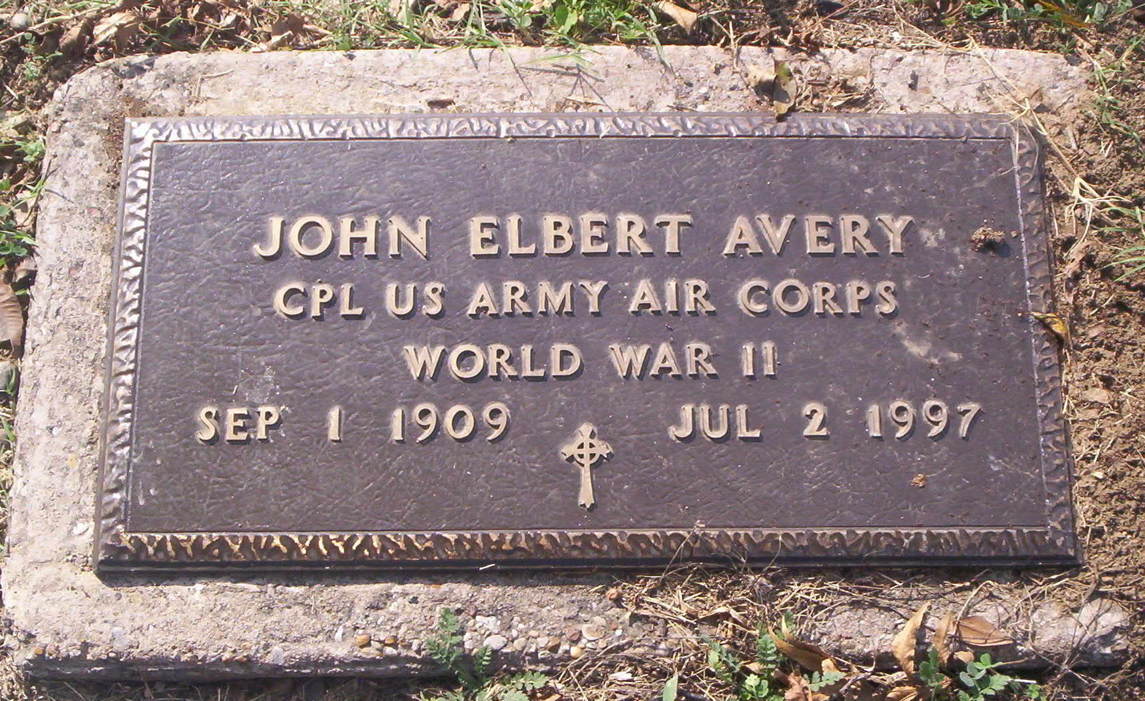 JOHN ELBERT AVERY
CPL US ARMY AIR CORPS
WORLD WAR II
SEP 1 1909 JUL 2 1997